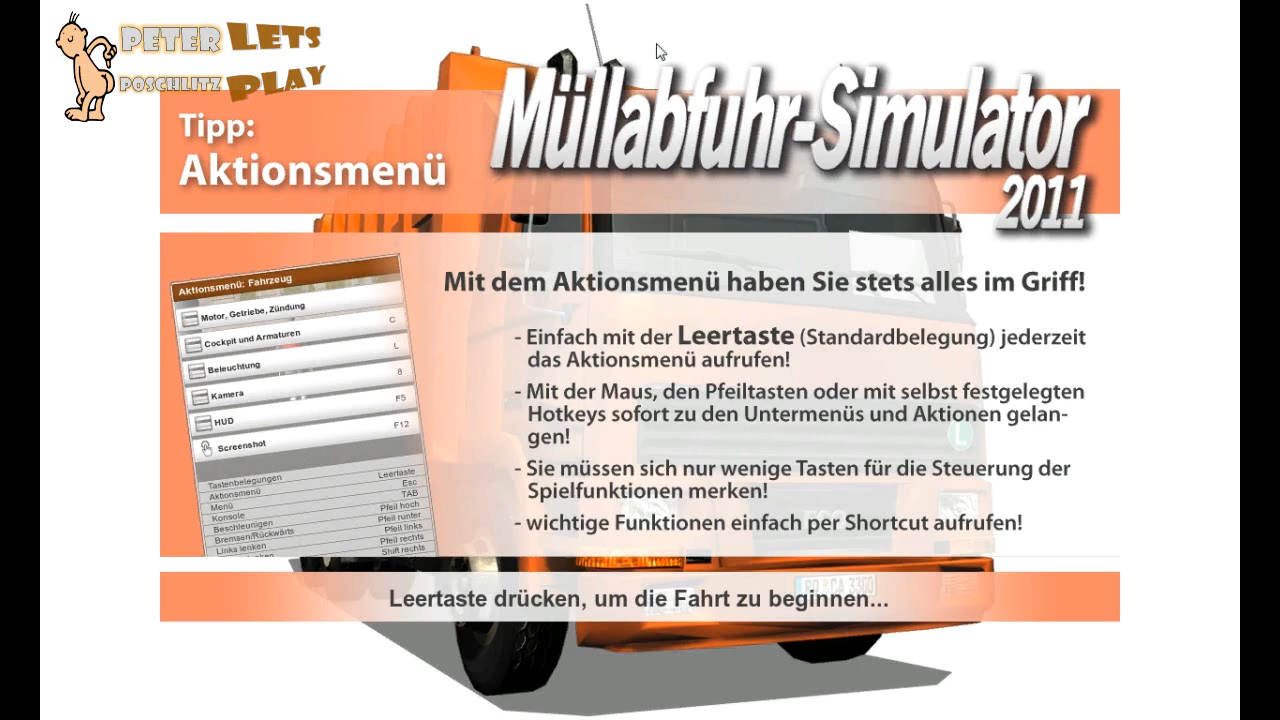 PETER LETS
POSCHLITZ PLAY
Müllabfuhr-Simulator
2011
Tipp:
Aktionsmenü
Mit dem Aktionsmenü haben Sie stets alles im Griff!
- Einfach mit der Leertaste (Standardbelegung) jederzeit
das Aktionsmenü aufrufen!
- Mit der Maus, den Pfeiltasten oder mit selbst festgelegten
Hotkeys sofort zu den Untermenüs und Aktionen gelan-
gen!
- Sie müssen sich nur wenige Tasten für die Steuerung der
Spielfunktionen merken!
- wichtige Funktionen einfach per Shortcut aufrufen!
Aktionsmenü: Fahrzeug
Motor, Getriebe, Zündung
Cockpit und Armaturen C
Beleuchtung L
Kamera 8
HUD F5
Screenshot F12
Tastenbelegungen
Aktionsmenü Leertaste
Menü Esc
Konsole TAB
Beschleunigen Pfeil hoch
Bremsen/Rückwärts Pfeil runter
Links lenken Pfeil links
Pfeil rechts
Shift rechts
L
Leertaste drücken, um die Fahrt zu beginnen...